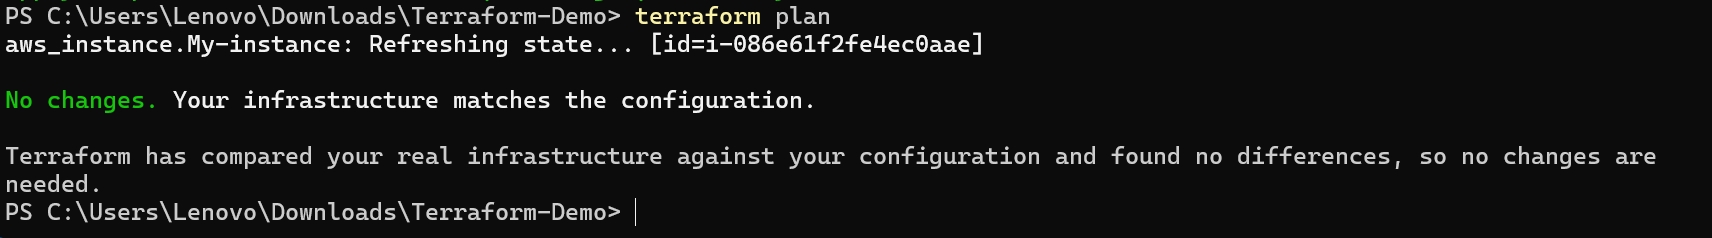 PS C:\Users\Lenovo\Downloads\Terraform-Demo> terraform plan
aws_instance.My-instance: Refreshing state... [id=i-086e61f2fe4ec0aae]
No changes. Your infrastructure matches the configuration.
Terraform has compared your real infrastructure against your configuration and found no differences, so no changes are
needed.
PS C:\Users\Lenovo\Downloads\Terraform-Demo>